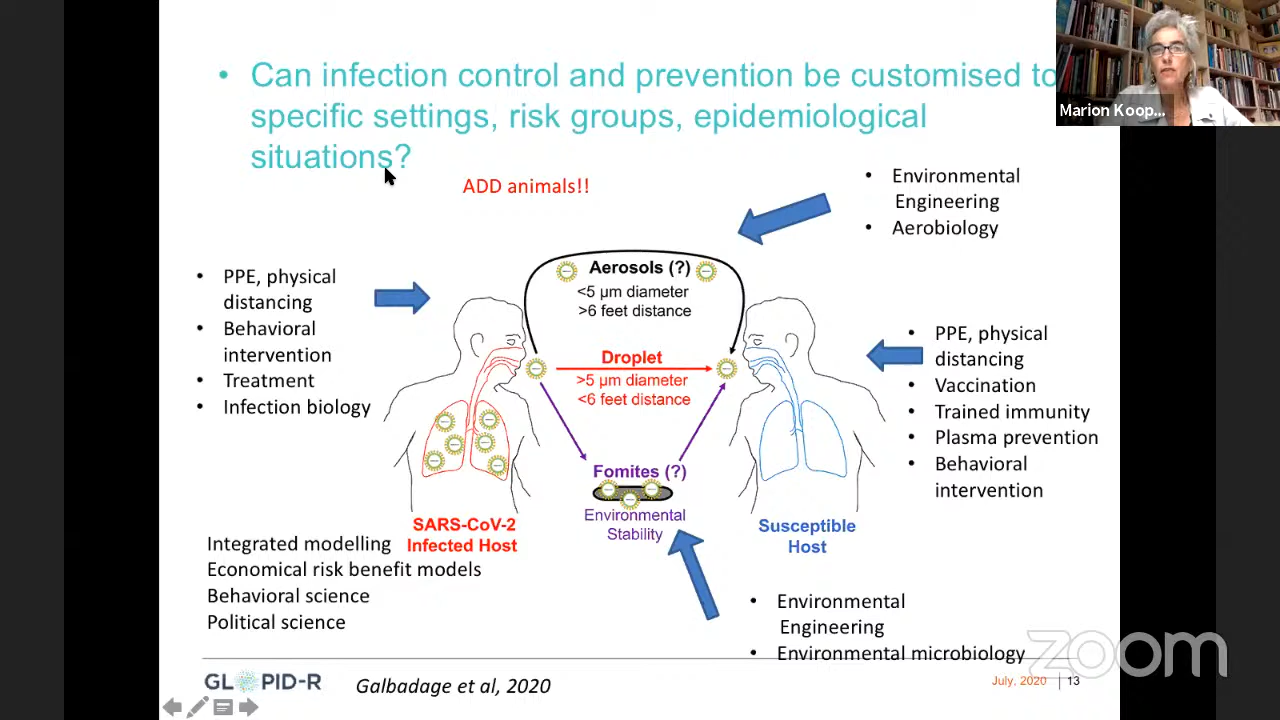 • Can infection control and prevention be customised to
specific settings, risk groups, epidemiological
situations?
Marion Koop...
ADD animals!!
• Environmental
Engineering
• Aerobiology
• PPE, physical
distancing
• Behavioral
intervention
• Treatment
• Infection biology
Aerosols (?)
<5 µm diameter
>6 feet distance
Droplet
>5 µm diameter
<6 feet distance
Fomites (?)
Environmental
Stability
SARS-CoV-2
Infected Host
Susceptible
Host
• PPE, physical
distancing
• Vaccination
• Trained immunity
• Plasma prevention
• Behavioral
intervention
Integrated modelling
Economical risk benefit models
Behavioral science
Political science
• Environmental
Engineering
• Environmental microbiology
zoom
GLOPID-R
Galbadage et al, 2020
July, 2020 | 13